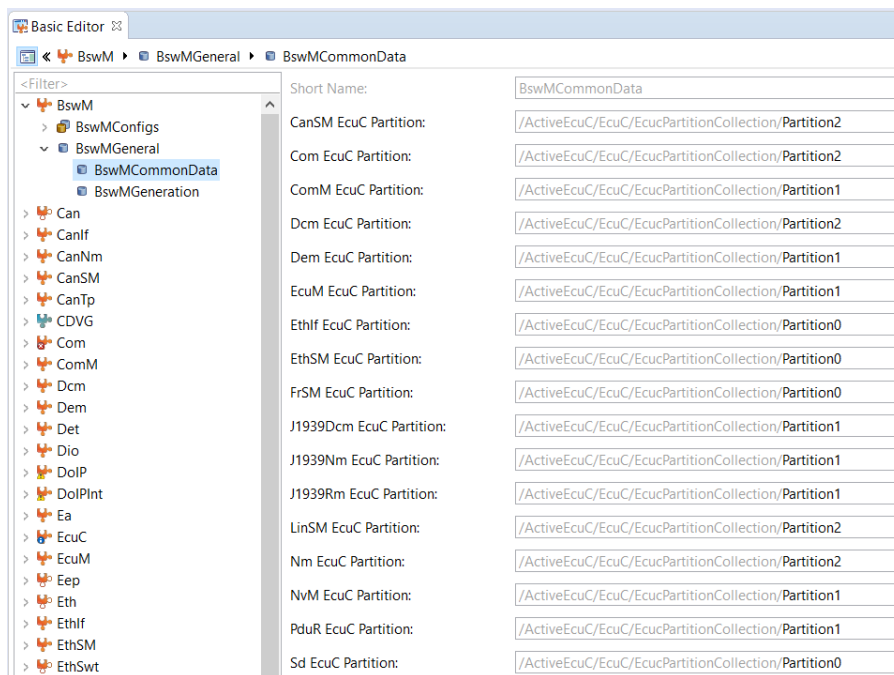 Basic Editor
« BswM BswMGeneral BswMCommonData
<Filter>
BswM
BswMConfigs
BswMGeneral
BswMCommonData
BswMGeneration
Can
CanIf
CanNm
CanSM
CanTp
CDVG
Com
ComM
Dcm
Dem
Det
Dio
DoIP
DoIPInt
Ea
EcuC
EcuM
Eep
Eth
EthIf
EthSM
EthSwt
Short Name: BswMCommonData
CanSM EcuC Partition: /ActiveEcuC/EcuC/EcucPartitionCollection/Partition2
Com EcuC Partition: /ActiveEcuC/EcuC/EcucPartitionCollection/Partition2
ComM EcuC Partition: /ActiveEcuC/EcuC/EcucPartitionCollection/Partition1
Dcm EcuC Partition: /ActiveEcuC/EcuC/EcucPartitionCollection/Partition2
Dem EcuC Partition: /ActiveEcuC/EcuC/EcucPartitionCollection/Partition1
EcuM EcuC Partition: /ActiveEcuC/EcuC/EcucPartitionCollection/Partition1
EthIf EcuC Partition: /ActiveEcuC/EcuC/EcucPartitionCollection/Partition0
EthSM EcuC Partition: /ActiveEcuC/EcuC/EcucPartitionCollection/Partition0
FrSM EcuC Partition: /ActiveEcuC/EcuC/EcucPartitionCollection/Partition0
J1939Dcm EcuC Partition: /ActiveEcuC/EcuC/EcucPartitionCollection/Partition1
J1939Nm EcuC Partition: /ActiveEcuC/EcuC/EcucPartitionCollection/Partition1
J1939Rm EcuC Partition: /ActiveEcuC/EcuC/EcucPartitionCollection/Partition1
LinSM EcuC Partition: /ActiveEcuC/EcuC/EcucPartitionCollection/Partition2
Nm EcuC Partition: /ActiveEcuC/EcuC/EcucPartitionCollection/Partition2
NvM EcuC Partition: /ActiveEcuC/EcuC/EcucPartitionCollection/Partition1
PduR EcuC Partition: /ActiveEcuC/EcuC/EcucPartitionCollection/Partition1
Sd EcuC Partition: /ActiveEcuC/EcuC/EcucPartitionCollection/Partition0